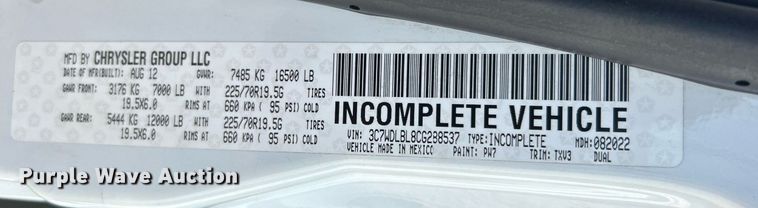 MFD BY CHRYSLER GROUP LLC
DATE OF MFR(BUILT): AUG 12 GVWR: 7485 KG 16500 LB
GAWR FRONT: 3176 KG 7000 LB WITH 225/70R19.5G
19.5X6.0 RIMS AT 660 KPA ( 95 PSI) COLD
GAWR REAR: 5444 KG 12000 LB WITH 225/70R19.5G
19.5X6.0 RIMS AT 660 KPA ( 95 PSI) COLD
INCOMPLETE VEHICLE
VIN: 3C7WDLBL8CG288537 TYPE: INCOMPLETE MDH: 082022
VEHICLE MADE IN MEXICO PAINT: PW7 TRIM: TXV3 DUAL
Purple Wave Auction